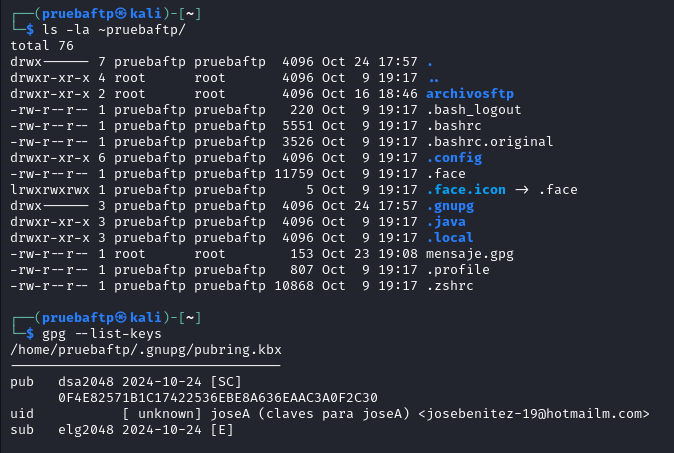 ┌──(pruebaftp㉿kali)-[~]
└─$ ls -la ~pruebaftp/
total 76
drwx------ 7 pruebaftp pruebaftp  4096 Oct 24 17:57 .
drwxr-xr-x 4 root      root       4096 Oct  9 19:17 ..
drwxr-xr-x 2 root      root       4096 Oct 16 18:46 archivosftp
-rw-r--r-- 1 pruebaftp pruebaftp   220 Oct  9 19:17 .bash_logout
-rw-r--r-- 1 pruebaftp pruebaftp  5551 Oct  9 19:17 .bashrc
-rw-r--r-- 1 pruebaftp pruebaftp  3526 Oct  9 19:17 .bashrc.original
drwxr-xr-x 6 pruebaftp pruebaftp  4096 Oct  9 19:17 .config
-rw-r--r-- 1 pruebaftp pruebaftp 11759 Oct  9 19:17 .face
lrwxrwxrwx 1 pruebaftp pruebaftp     5 Oct  9 19:17 .face.icon -> .face
drwx------ 3 pruebaftp pruebaftp  4096 Oct 24 17:57 .gnupg
drwxr-xr-x 3 pruebaftp pruebaftp  4096 Oct  9 19:17 .java
drwxr-xr-x 3 pruebaftp pruebaftp  4096 Oct  9 19:17 .local
-rw-r--r-- 1 root      root        153 Oct 23 19:08 mensaje.gpg
-rw-r--r-- 1 pruebaftp pruebaftp   807 Oct  9 19:17 .profile
-rw-r--r-- 1 pruebaftp pruebaftp 10868 Oct  9 19:17 .zshrc
┌──(pruebaftp㉿kali)-[~]
└─$ gpg --list-keys
/home/pruebaftp/.gnupg/pubring.kbx
----------------------------------
pub   dsa2048 2024-10-24 [SC]
      0F4E82571B1C17422536EBE8A636EAAC3A0F2C30
uid           [ unknown] joseA (claves para joseA) <josebenitez-19@hotmailm.com>
sub   elg2048 2024-10-24 [E]